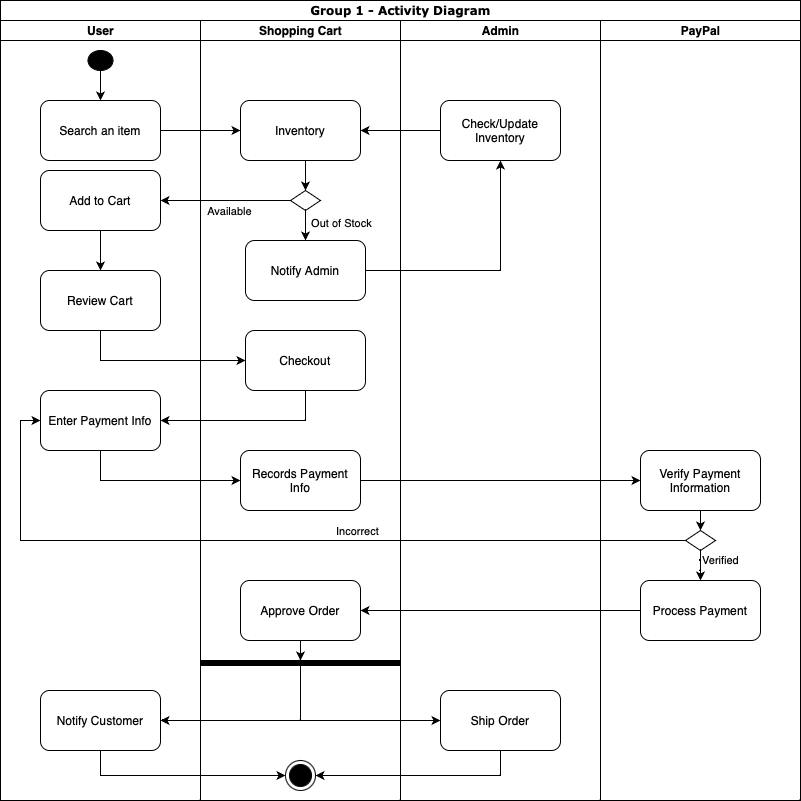 Group 1 - Activity Diagram
User
Shopping Cart
Admin
PayPal
Search an item
Inventory
Check/Update
Inventory
Add to Cart
Available
Out of Stock
Notify Admin
Review Cart
Checkout
Enter Payment Info
Records Payment
Info
Verify Payment
Information
Incorrect
Verified
Approve Order
Process Payment
Notify Customer
Ship Order